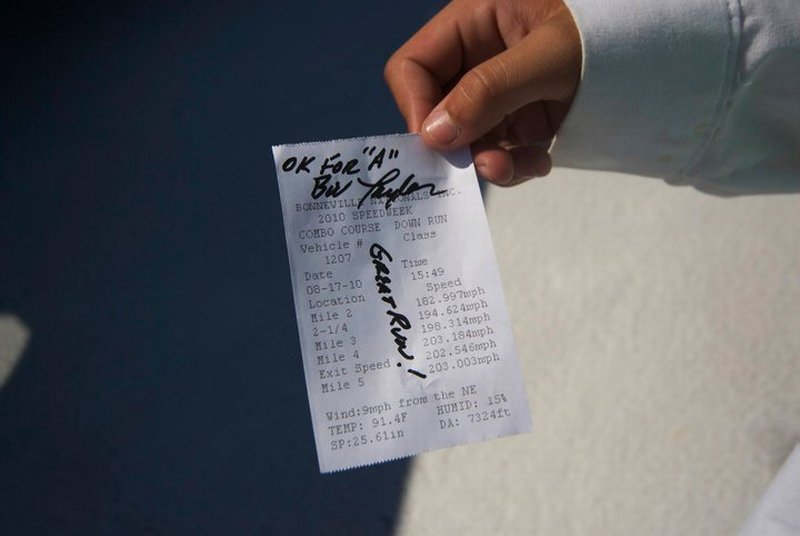 OK FOR "A"
Bill Taylor
BONNEVILLE NATIONALS INC.
2010 SPEEDWEEK
COMBO COURSE DOWN RUN
Vehicle # Class
1207
Date Time
08-17-10 15:49
Location Speed
Mile 2 182.997mph
2-1/4 194.624mph
Mile 3 198.314mph
Mile 4 203.184mph
Exit Speed 202.546mph
Mile 5 203.003mph
GREAT RUN!
Wind:9mph from the NE
TEMP: 91.4F HUMID: 15%
SP:25.61in DA: 7324ft